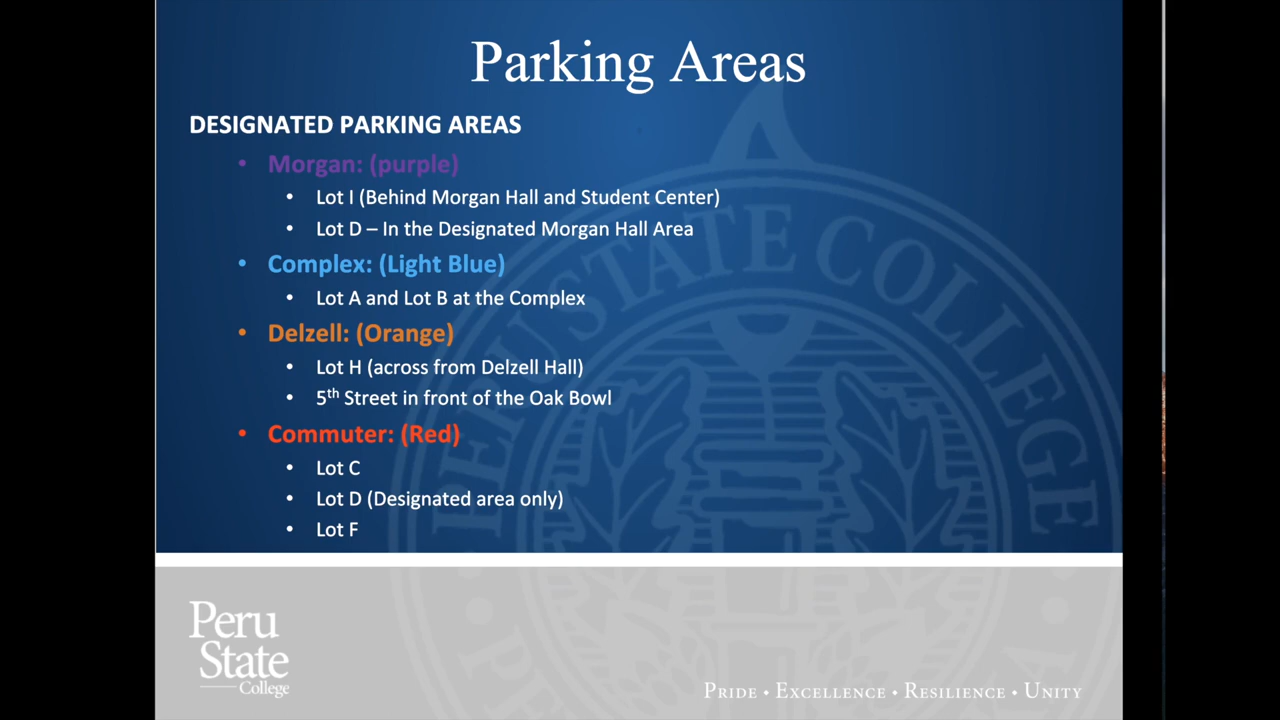 Parking Areas
DESIGNATED PARKING AREAS
• Morgan: (purple)
• Lot I (Behind Morgan Hall and Student Center)
• Lot D – In the Designated Morgan Hall Area
• Complex: (Light Blue)
• Lot A and Lot B at the Complex
• Delzell: (Orange)
• Lot H (across from Delzell Hall)
• 5th Street in front of the Oak Bowl
• Commuter: (Red)
• Lot C
• Lot D (Designated area only)
• Lot F
PERU STATE COLLEGE
Peru
State
College
PRIDE • EXCELLENCE • RESILIENCE • UNITY